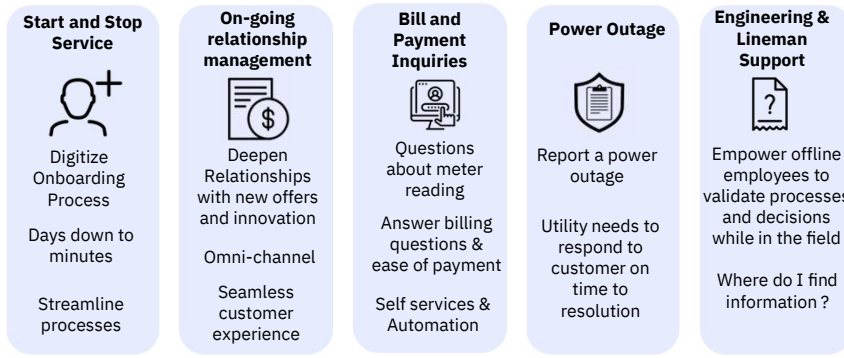 Start and Stop
Service
Digitize
Onboarding
Process
Days down to
minutes
Streamline
processes
On-going
relationship
management
$
Deepen
Relationships
with new offers
and innovation
Omni-channel
Seamless
customer
experience
Bill and
Payment
Inquiries
Questions
about meter
reading
Answer billing
questions &
ease of payment
Self services &
Automation
Power Outage
Report a power
outage
Utility needs to
respond to
customer on
time to
resolution
Engineering &
Lineman
Support
?
Empower offline
employees to
validate processes
and decisions
while in the field
Where do I find
information ?